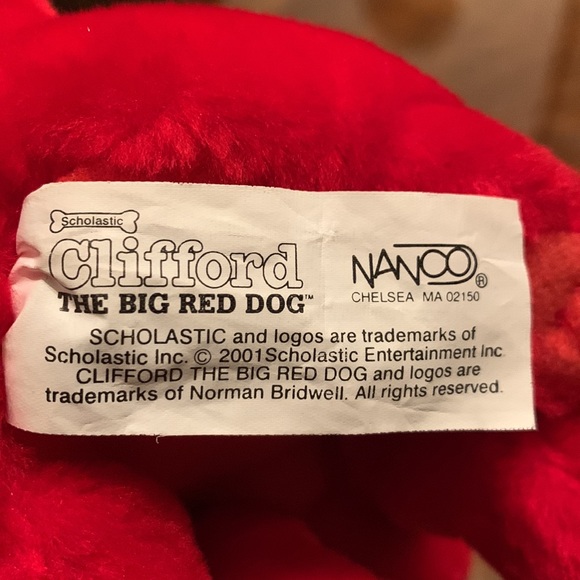 Scholastic
Clifford
THE BIG RED DOG™
NANCO®
CHELSEA MA 02150
SCHOLASTIC and logos are trademarks of
Scholastic Inc. © 2001Scholastic Entertainment Inc.
CLIFFORD THE BIG RED DOG and logos are
trademarks of Norman Bridwell. All rights reserved.